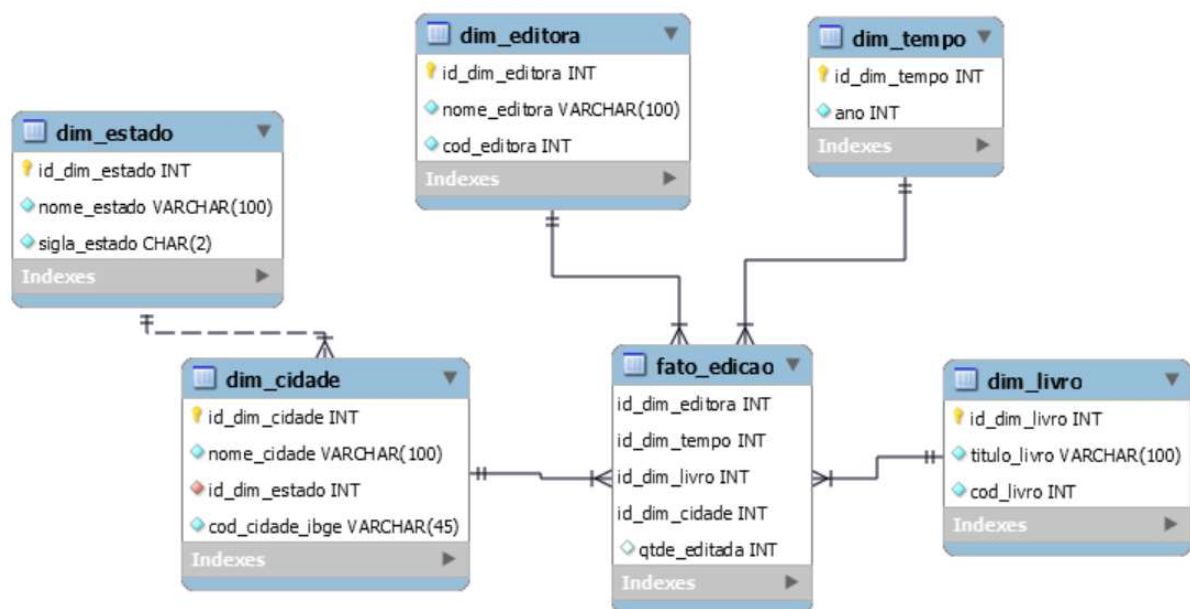 dim_editora
id_dim_editora INT
nome_editora VARCHAR(100)
cod_editora INT
Indexes
dim_tempo
id_dim_tempo INT
ano INT
Indexes
dim_estado
id_dim_estado INT
nome_estado VARCHAR(100)
sigla_estado CHAR(2)
Indexes
dim_cidade
id_dim_cidade INT
nome_cidade VARCHAR(100)
id_dim_estado INT
cod_cidade_ibge VARCHAR(45)
Indexes
fato_edicao
id_dim_editora INT
id_dim_tempo INT
id_dim_livro INT
id_dim_cidade INT
qtde_editada INT
Indexes
dim_livro
id_dim_livro INT
titulo_livro VARCHAR(100)
cod_livro INT
Indexes